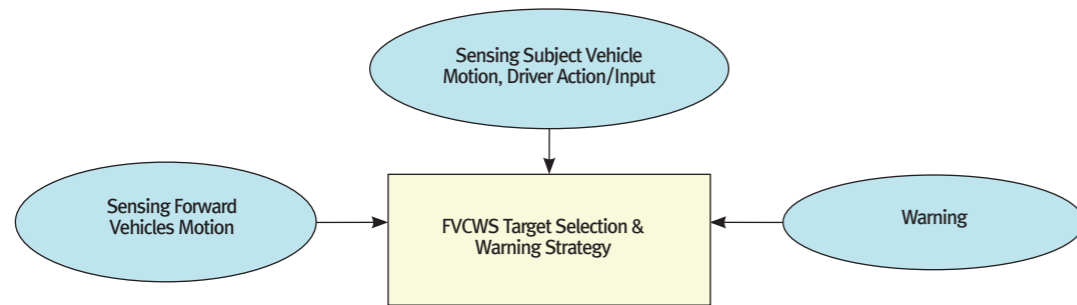 Sensing Subject Vehicle
Motion, Driver Action/Input
Sensing Forward
Vehicles Motion
FVCWS Target Selection &
Warning Strategy
Warning